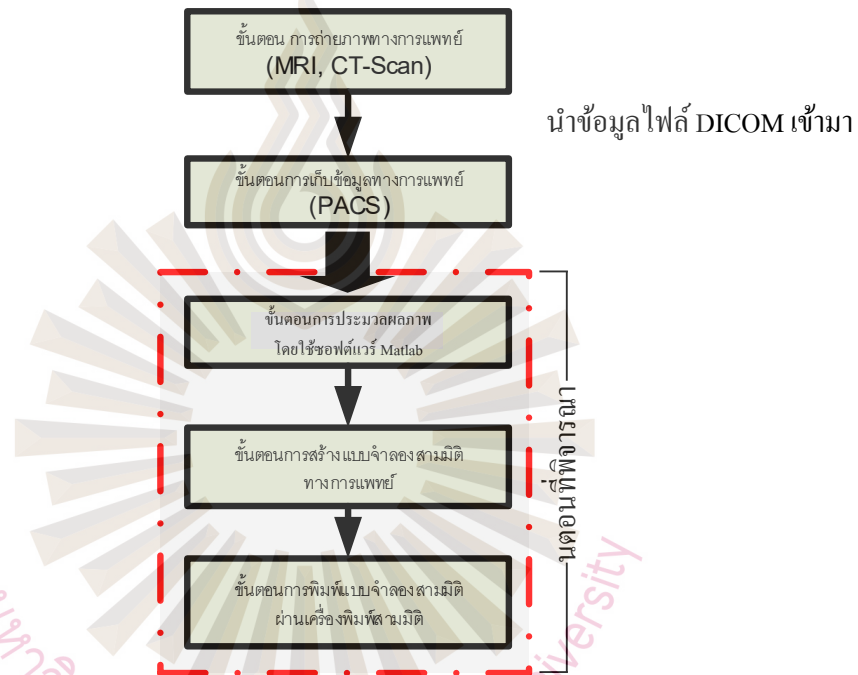 ขั้นตอน การถ่ายภาพทางการแพทย์
(MRI, CT-Scan)
นำข้อมูลไฟล์ DICOM เข้ามา
ขั้นตอนการเก็บข้อมูลทางการแพทย์
(PACS)
ขั้นตอนการประมวลผลภาพ
โดยใช้ซอฟต์แวร์ Matlab
ขั้นตอนการสร้างแบบจำลองสามมิติ
ทางการแพทย์
นตอนที่พิจารณา
ขั้นตอนการพิมพ์แบบจำลองสามมิติ
ผ่านเครื่องพิมพ์สามมิติ